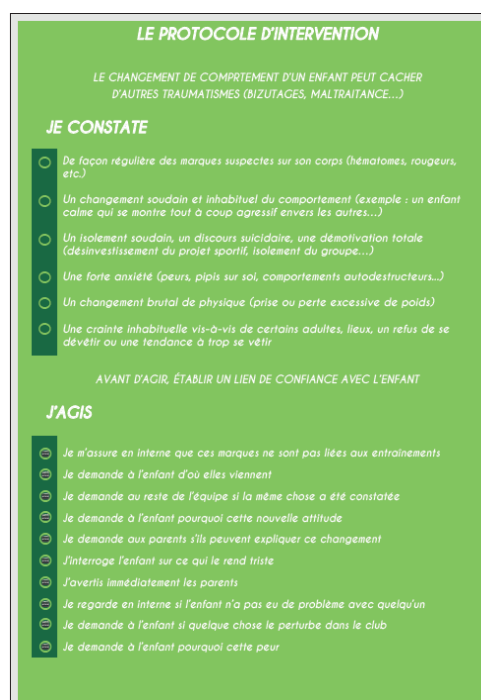 LE PROTOCOLE D'INTERVENTION
LE CHANGEMENT DE COMPRTEMENT D'UN ENFANT PEUT CACHER
D'AUTRES TRAUMATISMES (BIZUTAGES, MALTRAITANCE...)
JE CONSTATE
De façon régulière des marques suspectes sur son corps (hématomes, rougeurs,
etc.)
Un changement soudain et inhabituel du comportement (exemple : un enfant
calme qui se montre tout à coup agressif envers les autres...)
Un isolement soudain, un discours suicidaire, une démotivation totale
(désinvestissement du projet sportif, isolement du groupe...)
Une forte anxiété (peurs, pipis sur soi, comportements autodestructeurs...)
Un changement brutal de physique (prise ou perte excessive de poids)
Une crainte inhabituelle vis-à-vis de certains adultes, lieux, un refus de se
dévêtir ou une tendance à trop se vêtir
AVANT D'AGIR, ÉTABLIR UN LIEN DE CONFIANCE AVEC L'ENFANT
J'AGIS
Je m'assure en interne que ces marques ne sont pas liées aux entraînements
Je demande à l'enfant d'où elles viennent
Je demande au reste de l'équipe si la même chose a été constatée
Je demande à l'enfant pourquoi cette nouvelle attitude
Je demande aux parents s'ils peuvent expliquer ce changement
J'interroge l'enfant sur ce qui le rend triste
J'avertis immédiatement les parents
Je regarde en interne si l'enfant n'a pas eu de problème avec quelqu'un
Je demande à l'enfant si quelque chose le perturbe dans le club
Je demande à l'enfant pourquoi cette peur